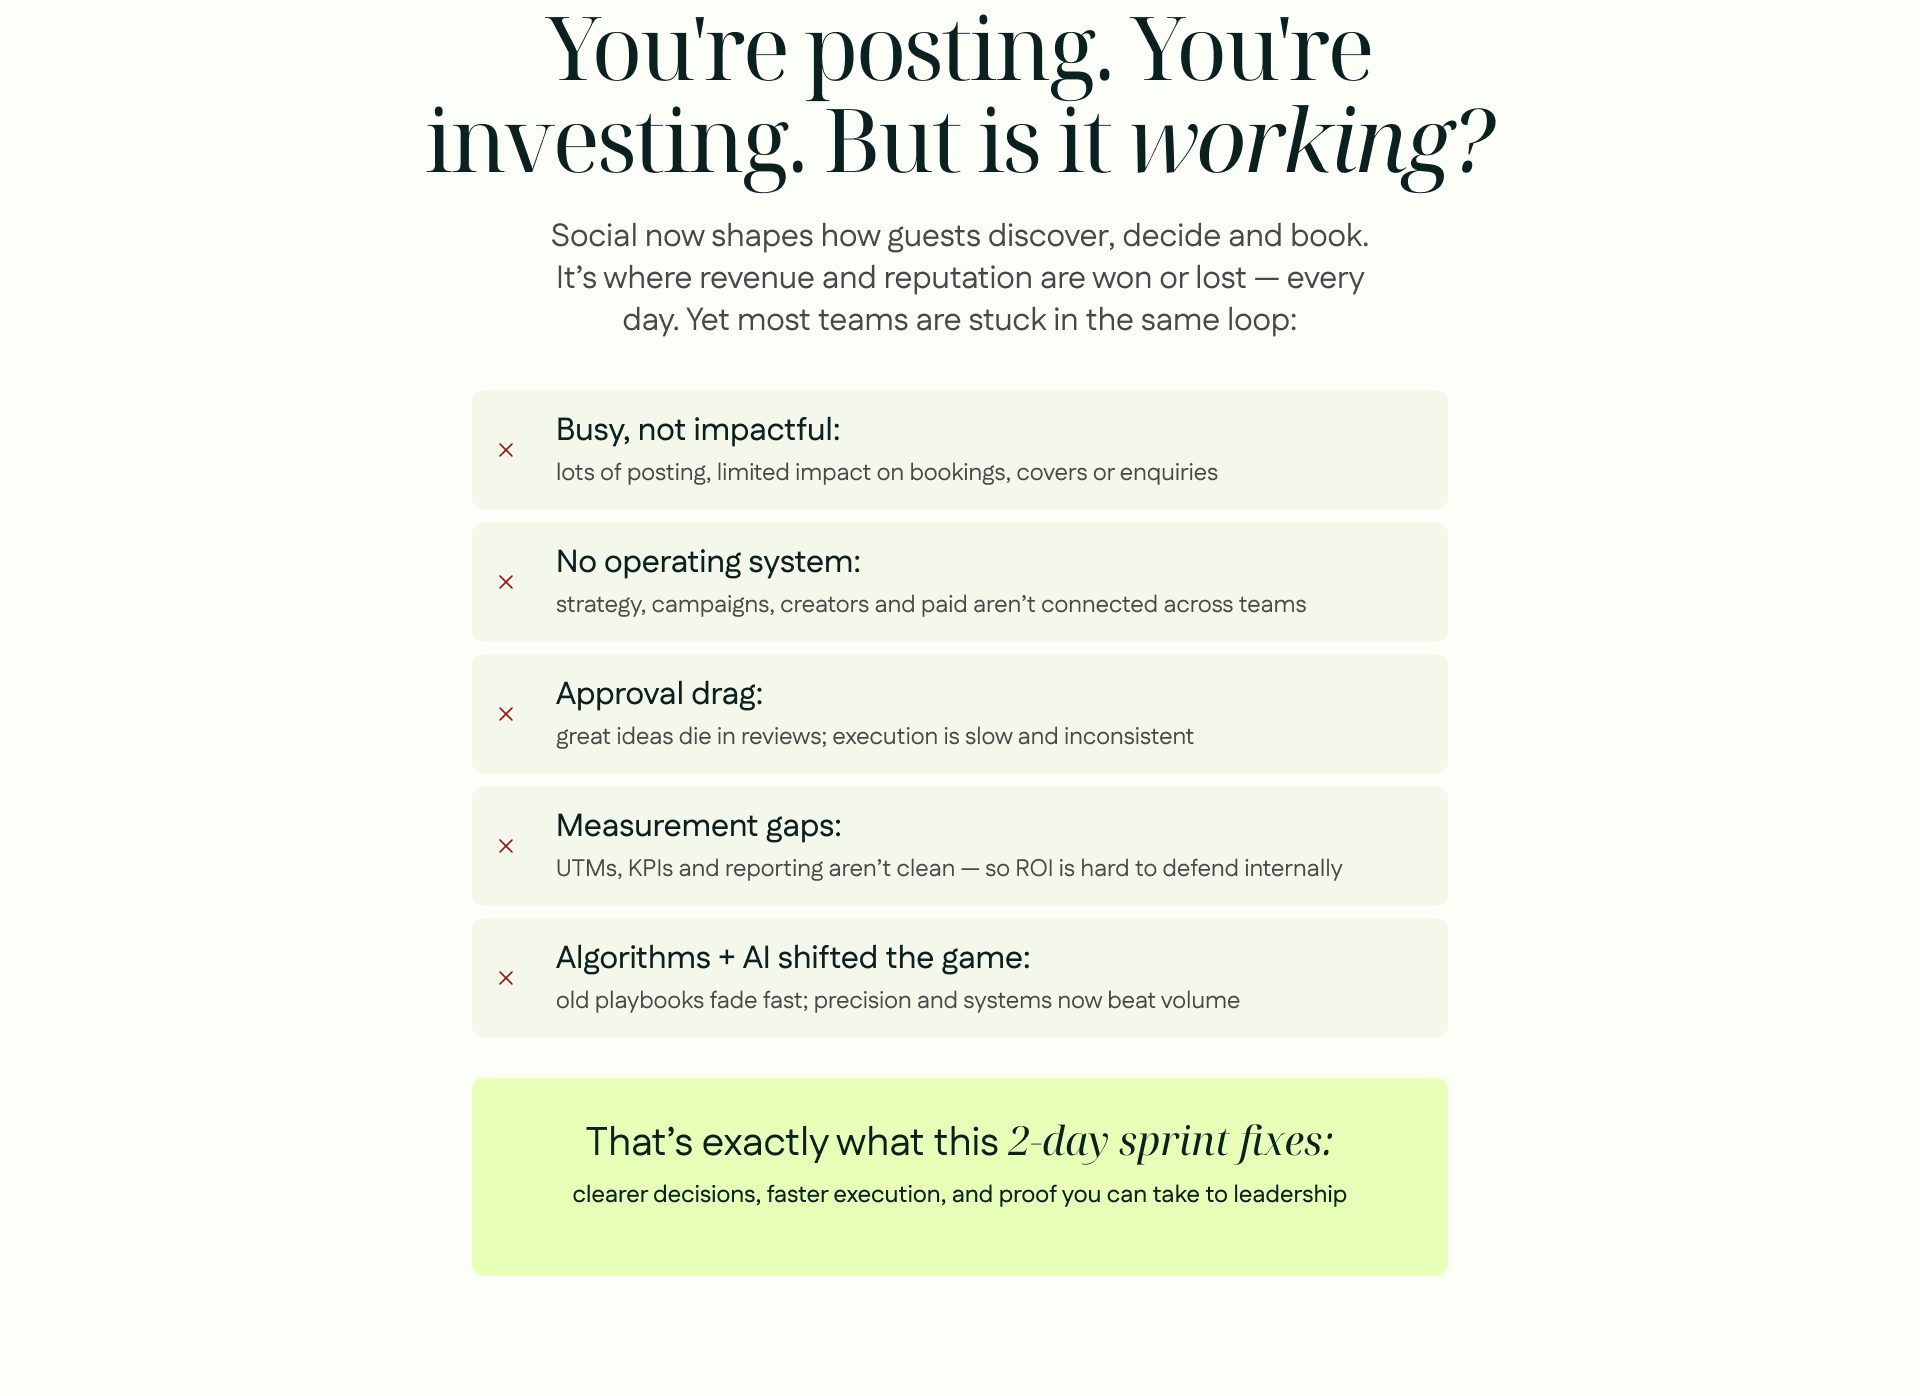 You're posting. You're
investing. But is it working?
Social now shapes how guests discover, decide and book.
It’s where revenue and reputation are won or lost — every
day. Yet most teams are stuck in the same loop:
Busy, not impactful:
lots of posting, limited impact on bookings, covers or enquiries
No operating system:
strategy, campaigns, creators and paid aren’t connected across teams
Approval drag:
great ideas die in reviews; execution is slow and inconsistent
Measurement gaps:
UTMs, KPIs and reporting aren’t clean — so ROI is hard to defend internally
Algorithms + AI shifted the game:
old playbooks fade fast; precision and systems now beat volume
That’s exactly what this 2-day sprint fixes:
clearer decisions, faster execution, and proof you can take to leadership